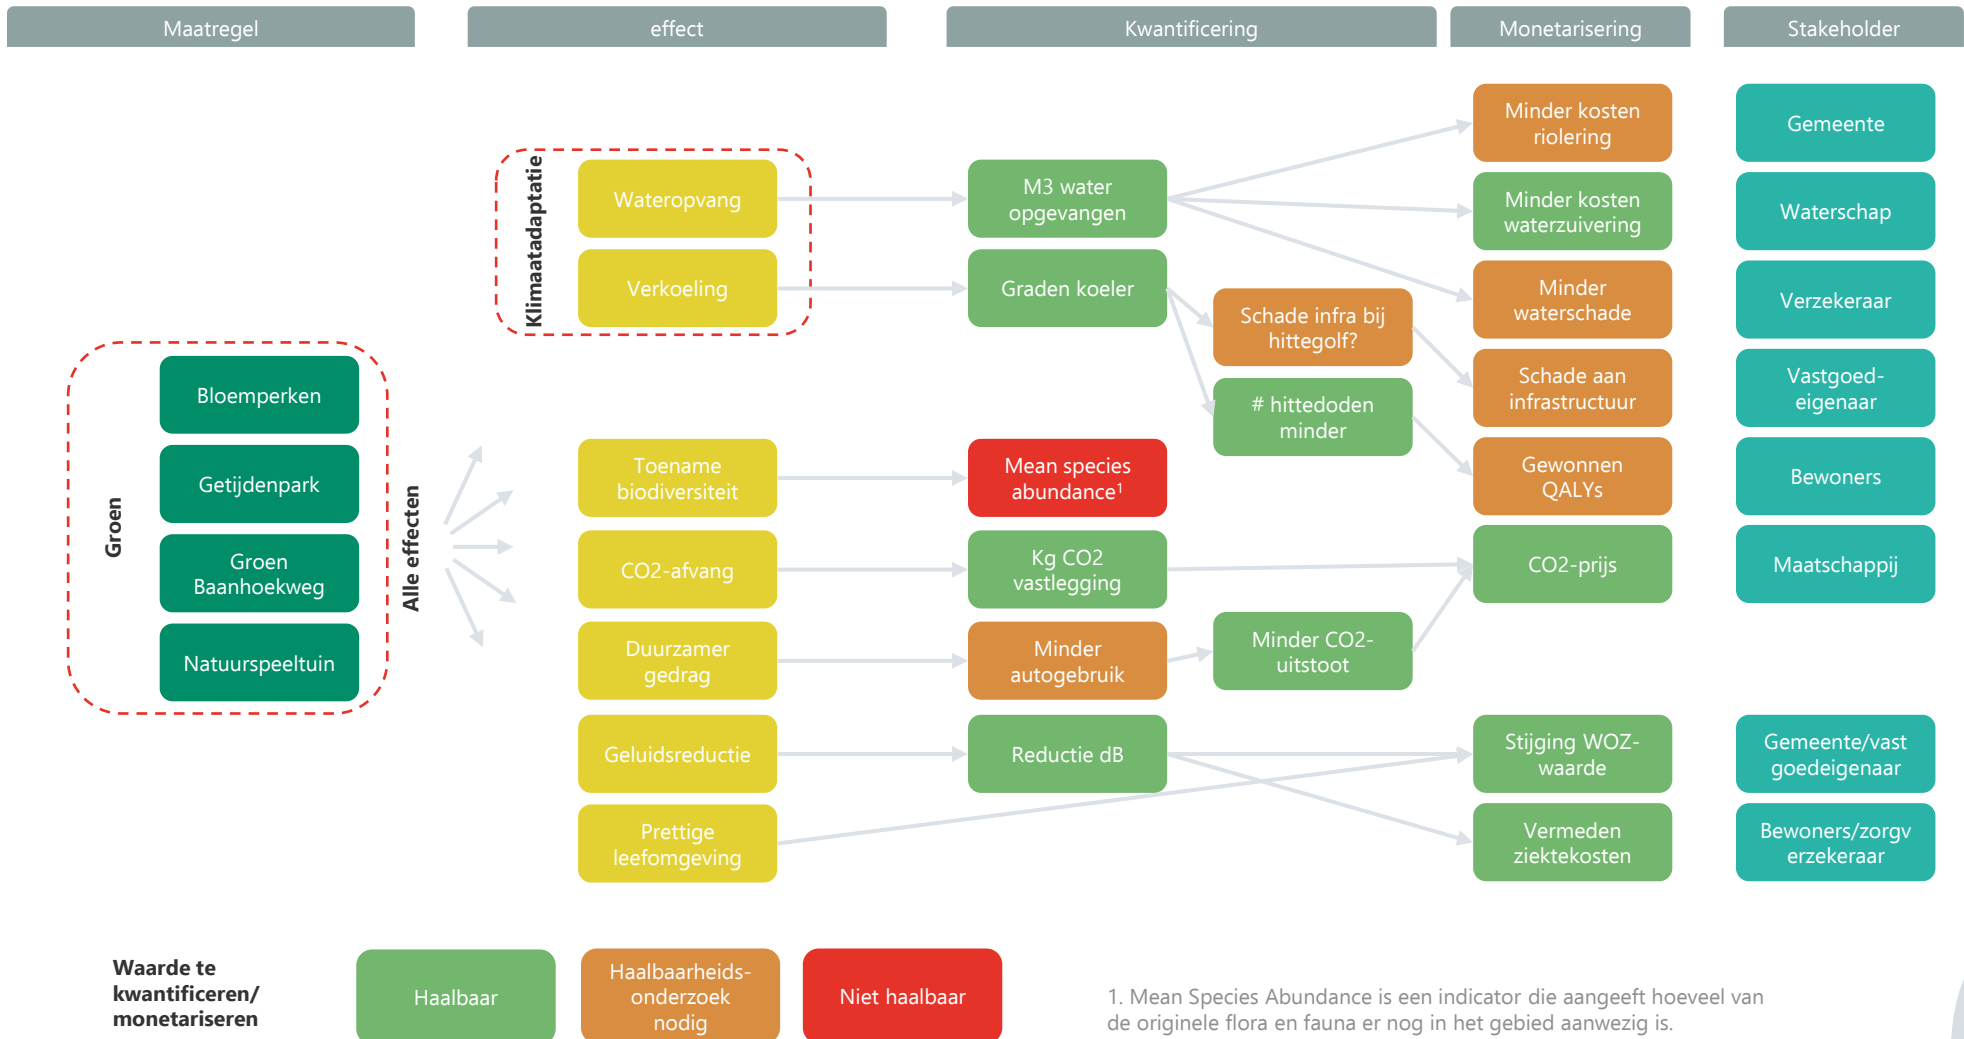 Maatregel
effect
Kwantificering
Monetarisering
Stakeholder
Groen
Bloemperken
Getijdenpark
Groen
Baanhoekweg
Natuurspeeltuin
Alle effecten
Klimaatadaptatie
Wateropvang
Verkoeling
Toename
biodiversiteit
CO2-afvang
Duurzamer
gedrag
Geluidsreductie
Prettige
leefomgeving
M3 water
opgevangen
Graden koeler
Schade infra bij
hittegolf?
# hittedoden
minder
Mean species
abundance1
Kg CO2
vastlegging
Minder
autogebruik
Minder CO2-
uitstoot
Reductie dB
Minder kosten
riolering
Minder kosten
waterzuivering
Minder
waterschade
Schade aan
infrastructuur
Gewonnen
QALYs
CO2-prijs
Stijging WOZ-
waarde
Vermeden
ziektekosten
Gemeente
Waterschap
Verzekeraar
Vastgoed-
eigenaar
Bewoners
Maatschappij
Gemeente/vast
goedeigenaar
Bewoners/zorgv
erzekeraar
Waarde te
kwantificeren/
monetariseren
Haalbaar
Haalbaarheids-
onderzoek
nodig
Niet haalbaar
1. Mean Species Abundance is een indicator die aangeeft hoeveel van
de originele flora en fauna er nog in het gebied aanwezig is.